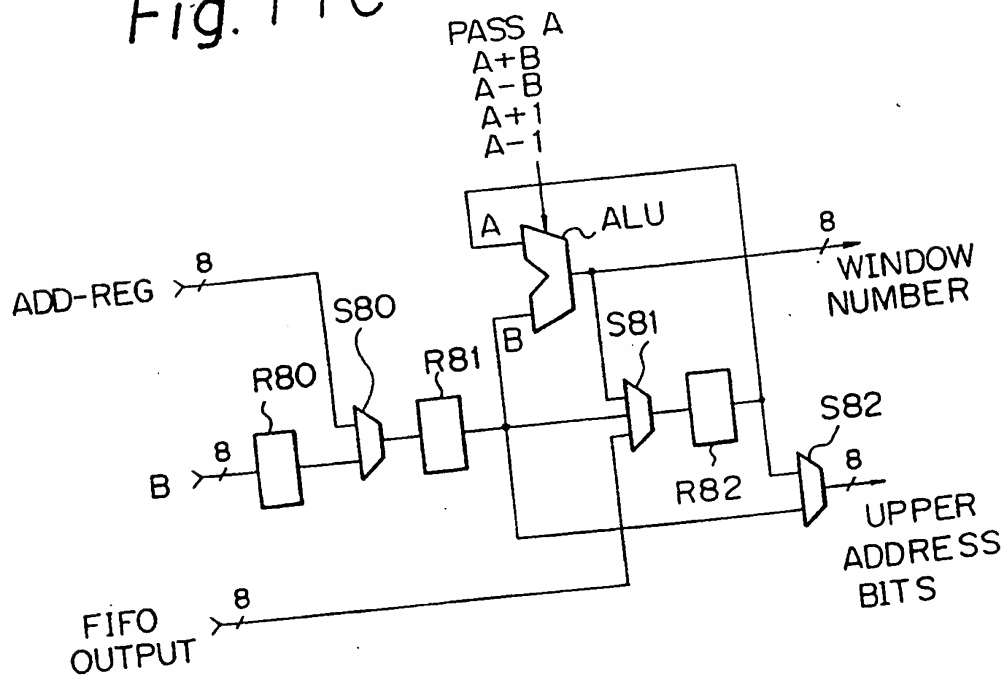 Fig. 11C
PASS A
A+B
A-B
A+1
A-1
A
ALU
8
WINDOW
NUMBER
8
ADD-REG
S80
B
S81
R80
R81
S82
8
B
R82
8
UPPER
ADDRESS
BITS
8
FIFO
OUTPUT